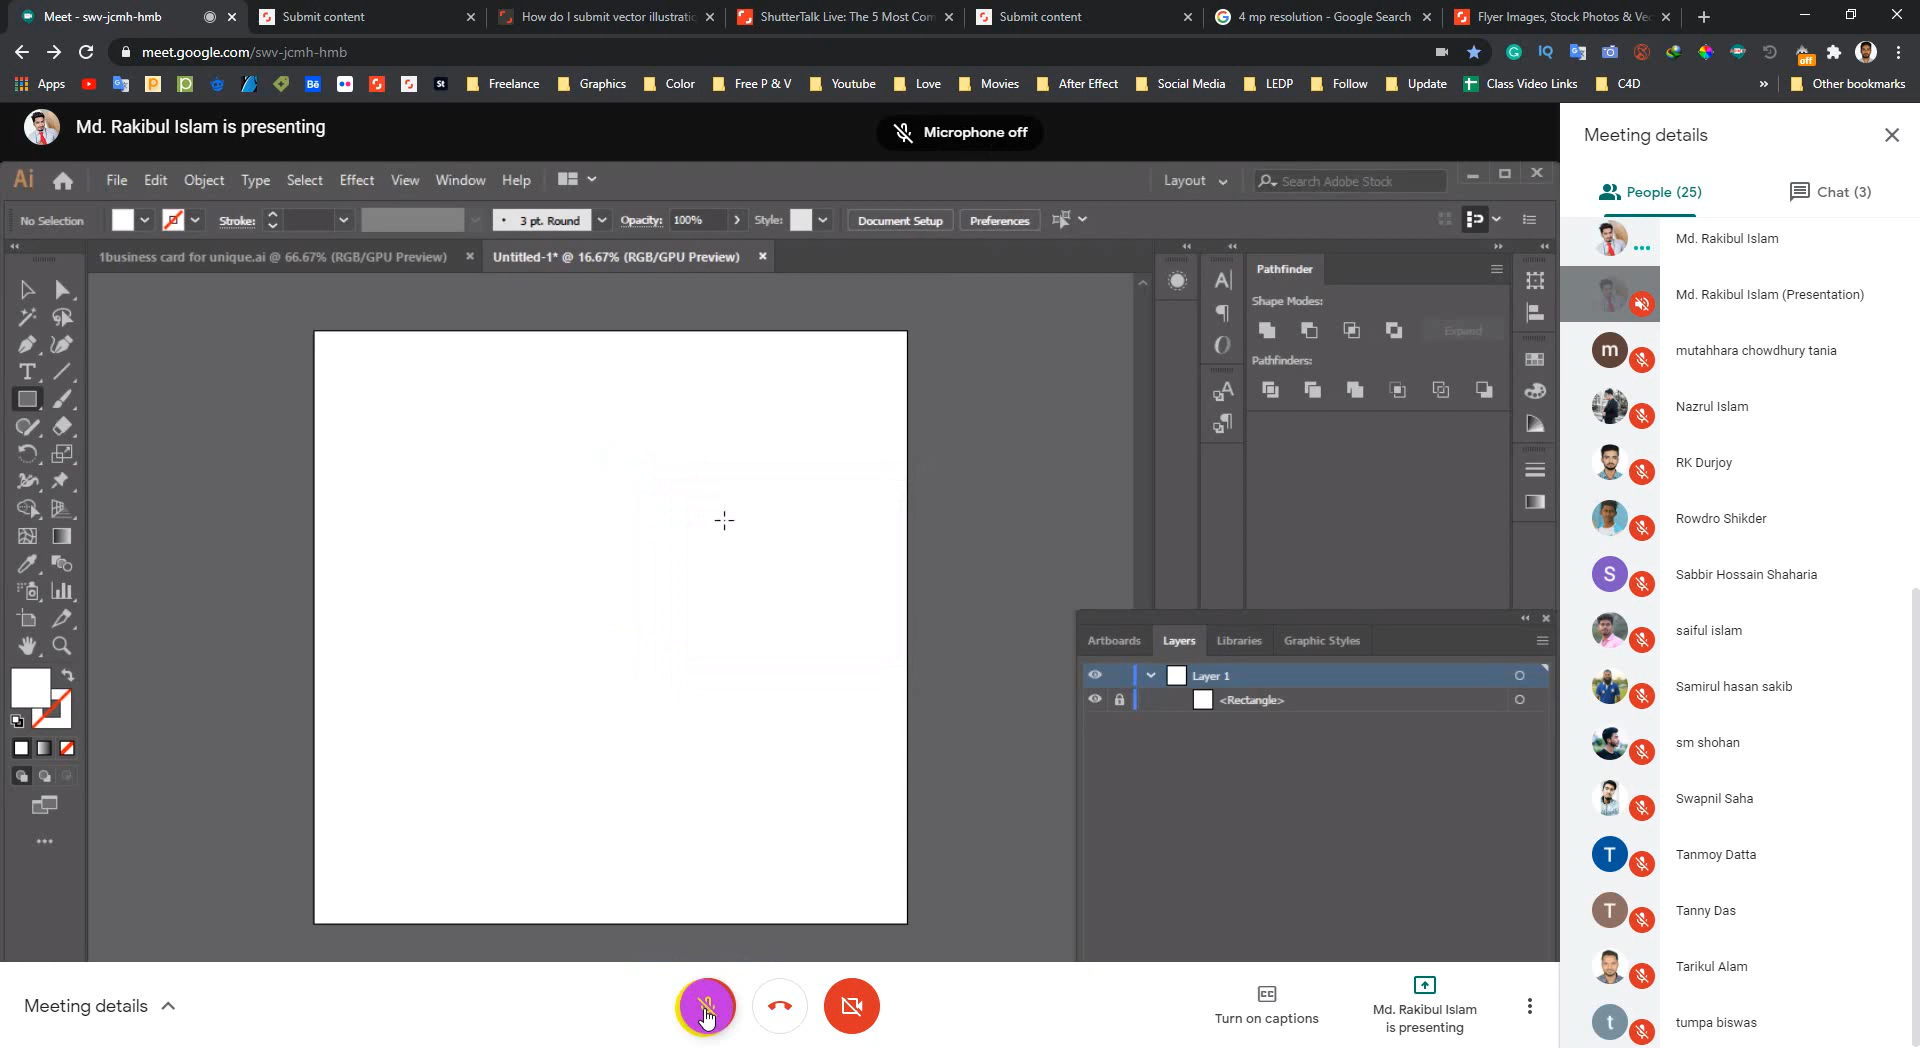 Meet - swv-jcmh-hmb
Submit content
How do I submit vector illustratic
ShutterTalk Live: The 5 Most Com
Submit content
4 mp resolution - Google Search
Flyer Images, Stock Photos & Vec
meet.google.com/swv-jcmh-hmb
IQ
off
Apps
Bē
St
Freelance
Graphics
Color
Free P & V
Youtube
Love
Movies
After Effect
Social Media
LEDP
Follow
Update
Class Video Links
C4D
»
Other bookmarks
Md. Rakibul Islam is presenting
Microphone off
Ai
File
Edit
Object
Type
Select
Effect
View
Window
Help
Layout
Search Adobe Stock
No Selection
Stroke:
3 pt. Round
Opacity:
100%
Style:
Document Setup
Preferences
1business card for unique.ai @ 66.67% (RGB/GPU Preview)
Untitled-1* @ 16.67% (RGB/GPU Preview)
Pathfinder
Shape Modes:
Expand
Pathfinders:
Artboards
Layers
Libraries
Graphic Styles
Layer 1
<Rectangle>
Meeting details
People (25)
Chat (3)
Md. Rakibul Islam
Md. Rakibul Islam (Presentation)
m
mutahhara chowdhury tania
Nazrul Islam
RK Durjoy
Rowdro Shikder
S
Sabbir Hossain Shaharia
saiful islam
Samirul hasan sakib
sm shohan
Swapnil Saha
T
Tanmoy Datta
T
Tanny Das
Tarikul Alam
t
tumpa biswas
Meeting details
Turn on captions
Md. Rakibul Islam
is presenting